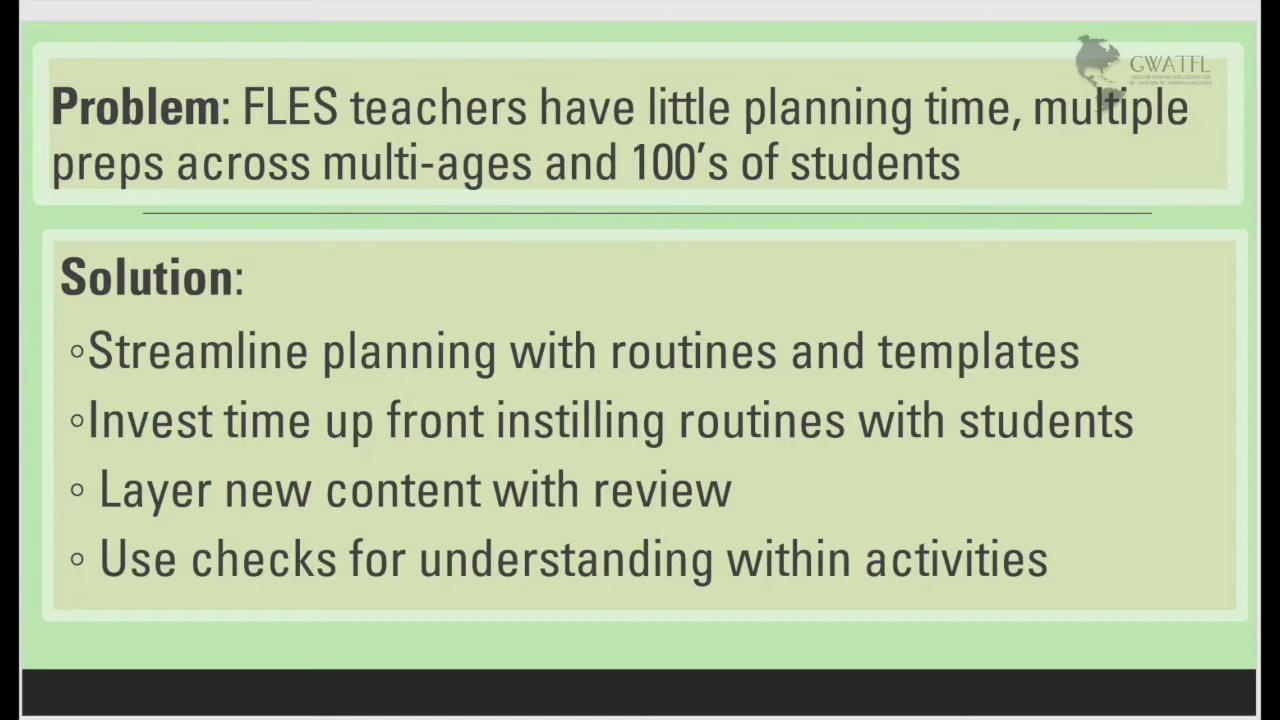 GWATFL
Problem: FLES teachers have little planning time, multiple
preps across multi-ages and 100’s of students
Solution:
◦Streamline planning with routines and templates
◦Invest time up front instilling routines with students
◦ Layer new content with review
◦ Use checks for understanding within activities